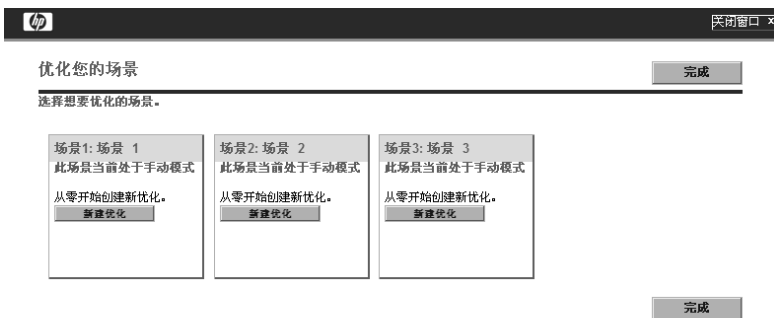 hp
关闭窗口 x
优化您的场景
完成
选择想要优化的场景。
场景1: 场景 1
此场景当前处于手动模式
从零开始创建新优化。
新建优化
场景2: 场景 2
此场景当前处于手动模式
从零开始创建新优化。
新建优化
场景3: 场景 3
此场景当前处于手动模式
从零开始创建新优化。
新建优化
完成